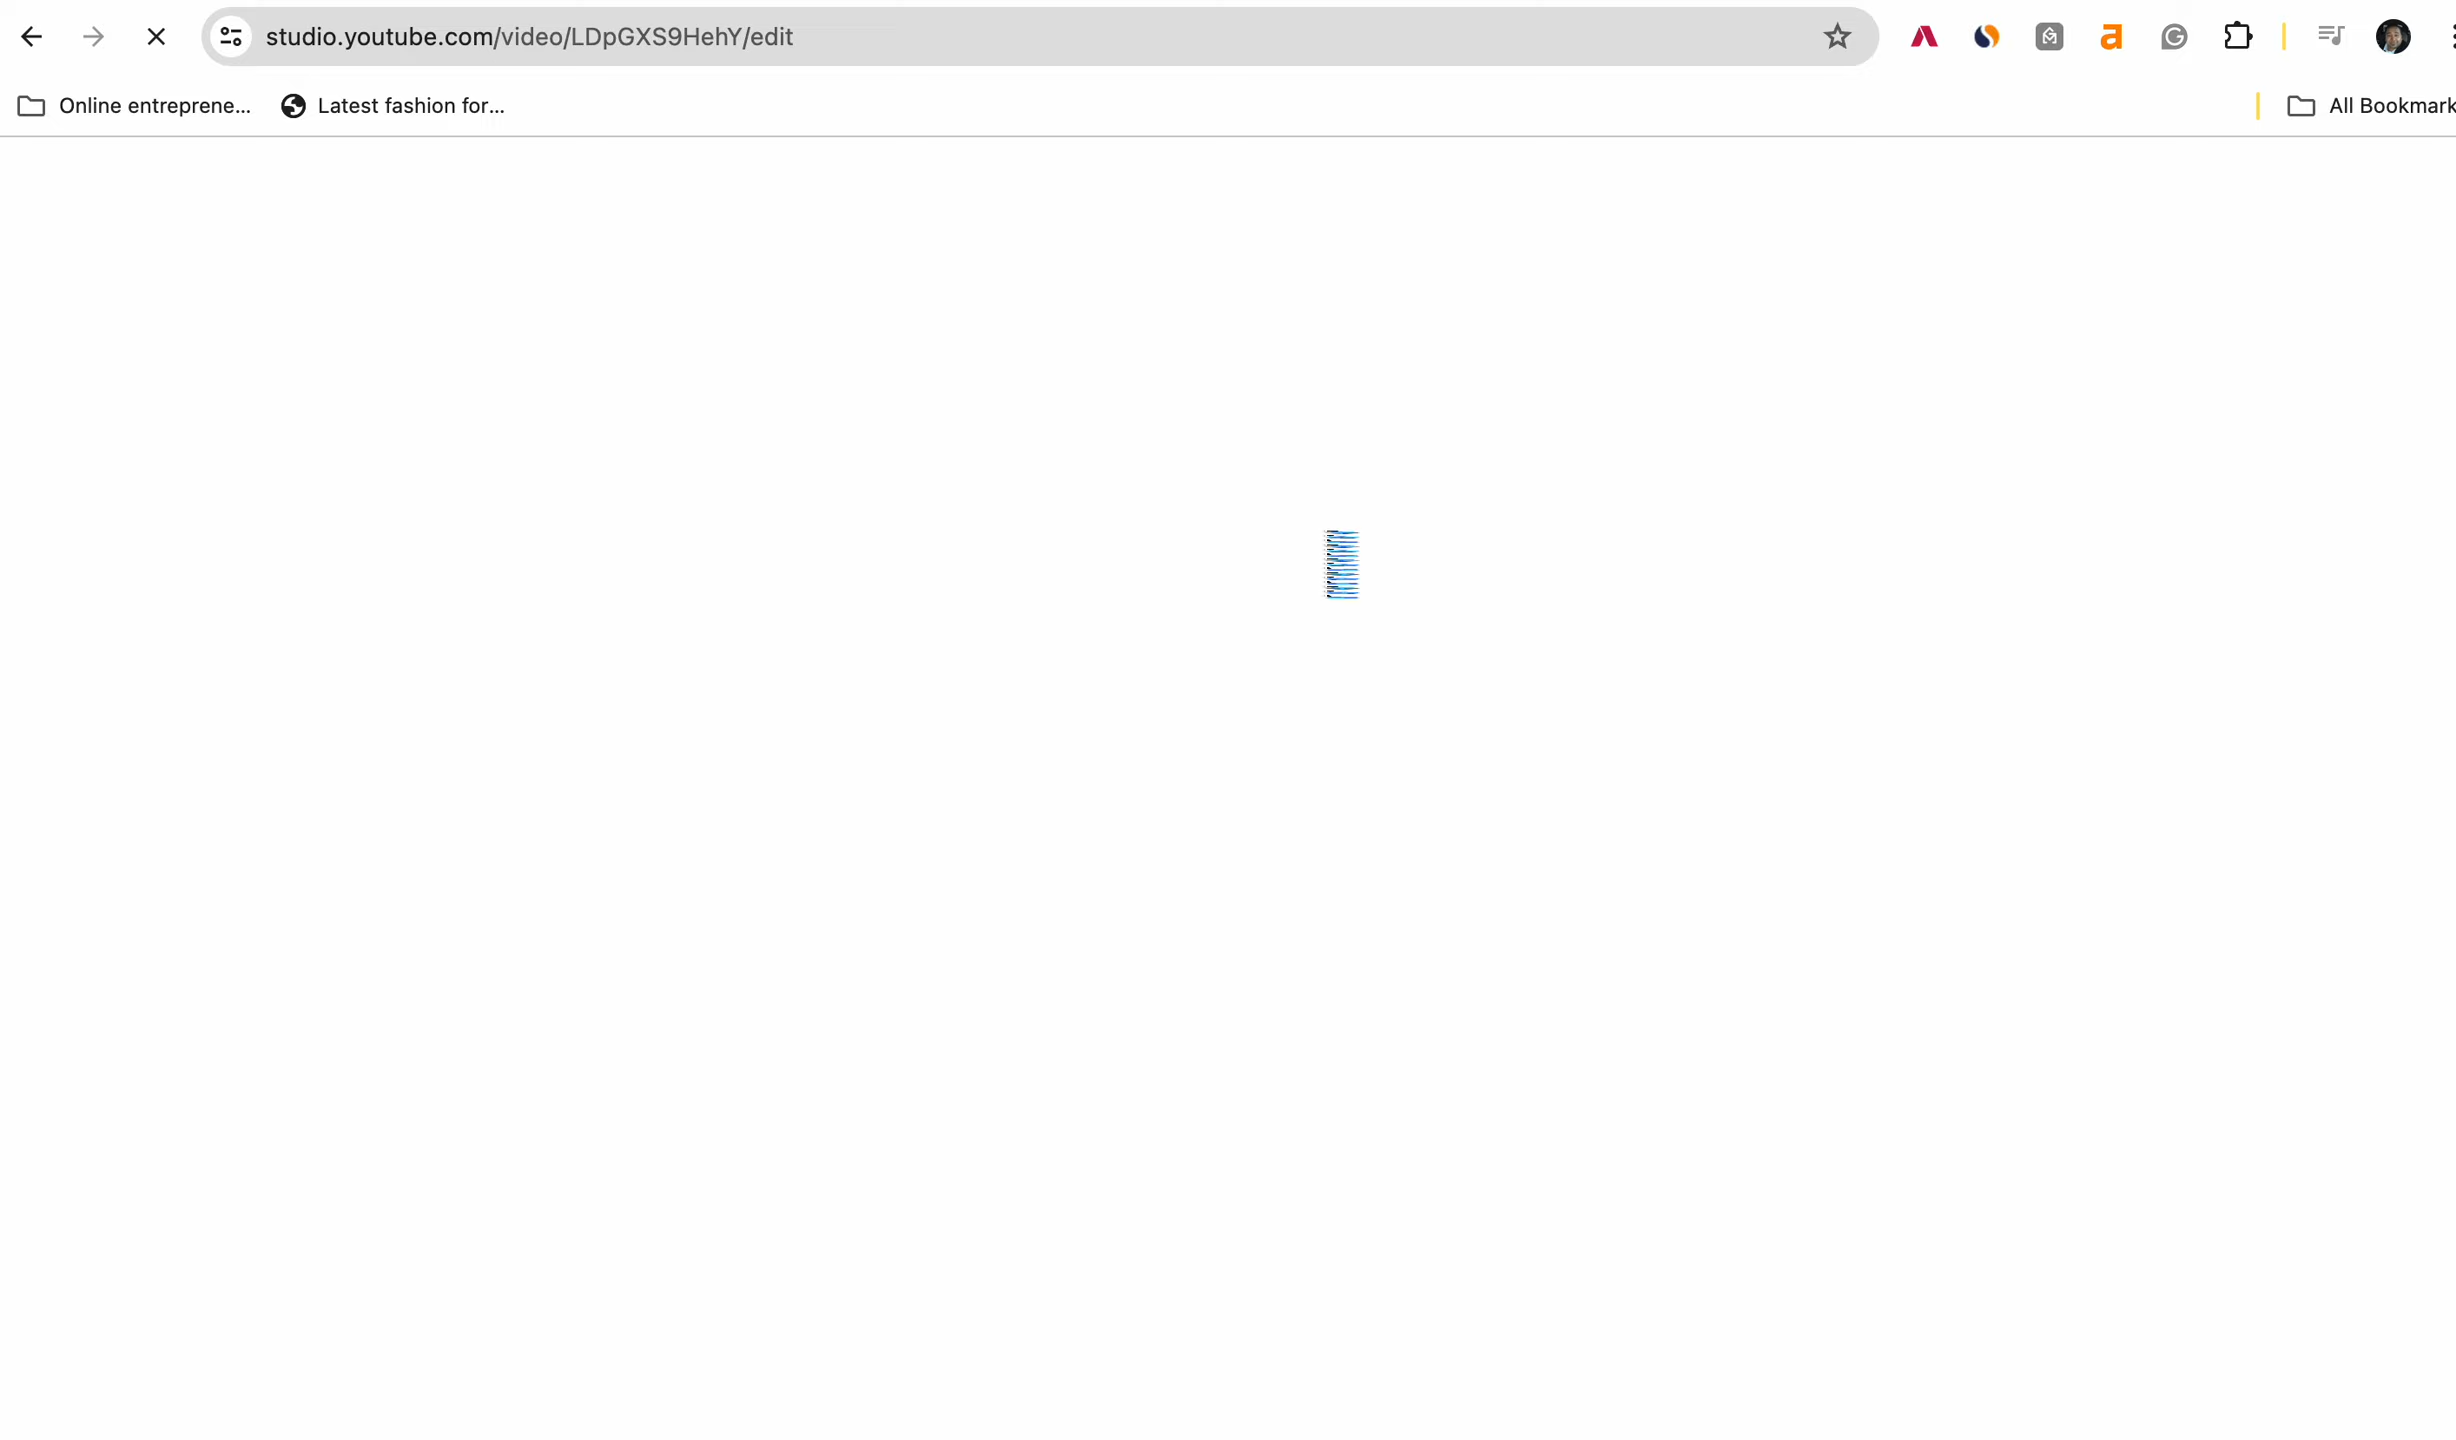 studio.youtube.com/video/LDpGXS9HehY/edit
Online entreprene...
Latest fashion for...
All Bookmark